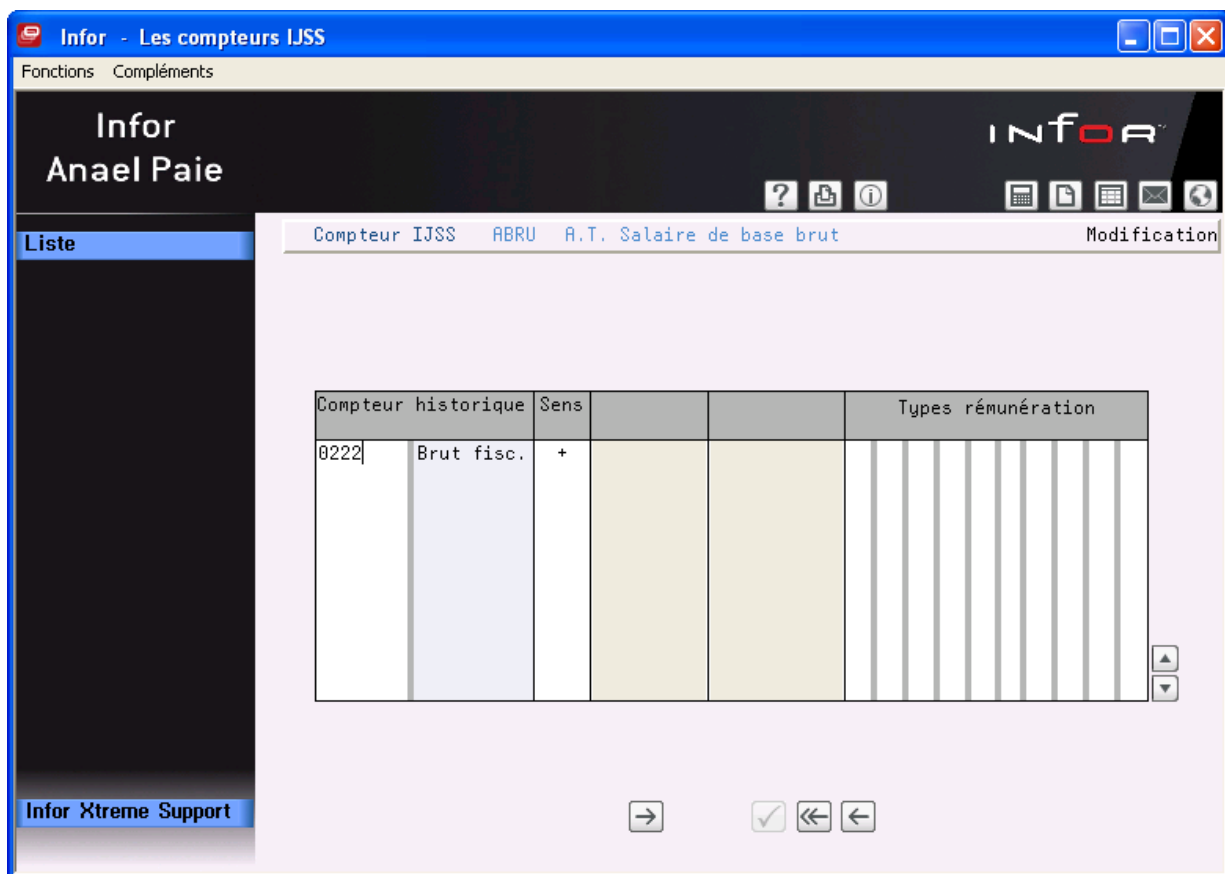 Infor - Les compteurs IJSS
Fonctions Compléments
Infor
Anael Paie
INFOR
Liste
Compteur IJSS ABRU A.T. Salaire de base brut Modification
Compteur historique Sens Types rémunération
0222 Brut fisc. +
Infor Xtreme Support